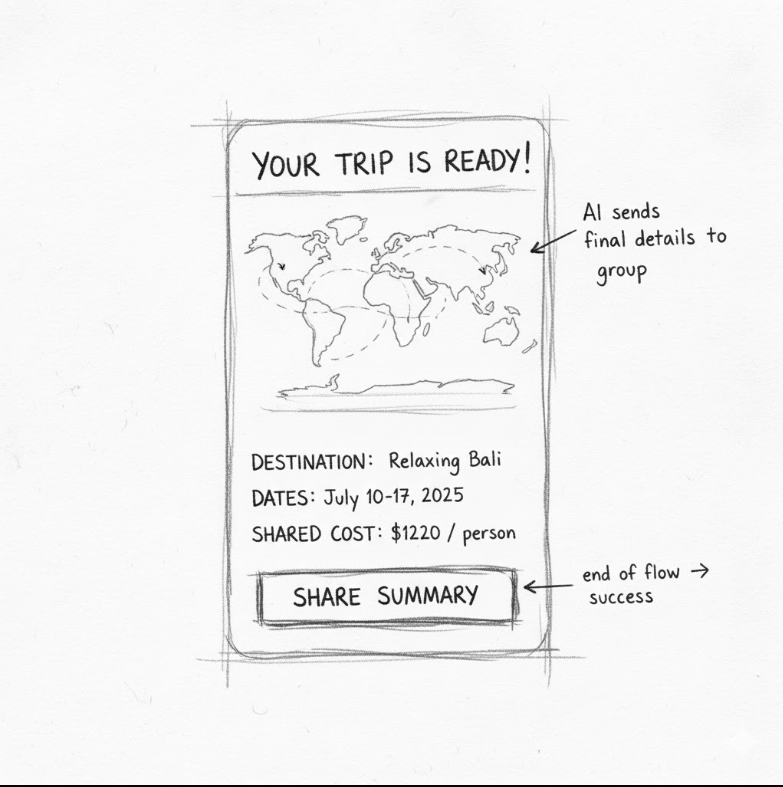 YOUR TRIP IS READY!
AI sends
final details to
group
DESTINATION: Relaxing Bali
DATES: July 10-17, 2025
SHARED COST: $1220 / person
SHARE SUMMARY
end of flow →
success